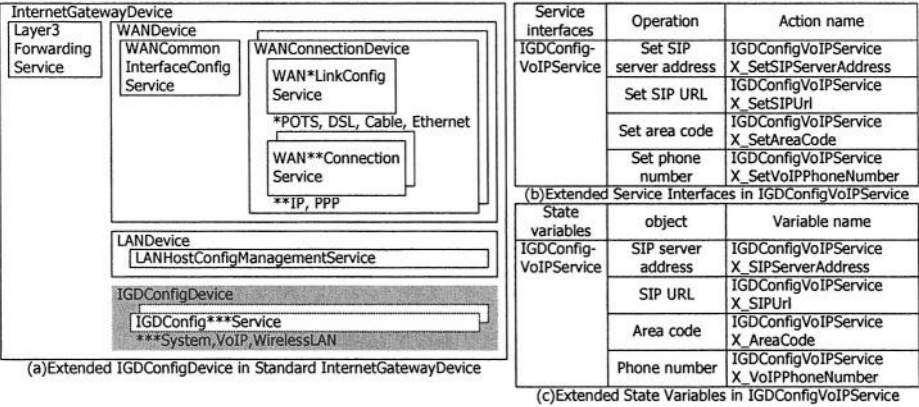 InternetGatewayDevice
Layer3
Forwarding
Service
WANDevice
WANCommon
InterfaceConfig
Service
WANConnectionDevice
WAN*LinkConfig
Service
*POTS, DSL, Cable, Ethernet
WAN**Connection
Service
**IP, PPP
LANDevice
LANHostConfigManagementService
IGDConfigDevice
IGDConfig***Service
***System,VoIP,WirelessLAN
(a)Extended IGDConfigDevice in Standard InternetGatewayDevice
Service
interfaces
Operation
Action name
IGDConfig-
VoIPService
Set SIP
server address
IGDConfigVoIPService
X_SetSIPServerAddress
Set SIP URL
IGDConfigVoIPService
X_SetSIPUrl
Set area code
IGDConfigVoIPService
X_SetAreaCode
Set phone
number
IGDConfigVoIPService
X_SetVoIPPhoneNumber
(b)Extended Service Interfaces in IGDConfigVoIPService
State
variables
object
Variable name
IGDConfig-
VoIPService
SIP server
address
IGDConfigVoIPService
X_SIPServerAddress
SIP URL
IGDConfigVoIPService
X_SIPUrl
Area code
IGDConfigVoIPService
X_AreaCode
Phone number
IGDConfigVoIPService
X_VoIPPhoneNumber
(c)Extended State Variables in IGDConfigVoIPService